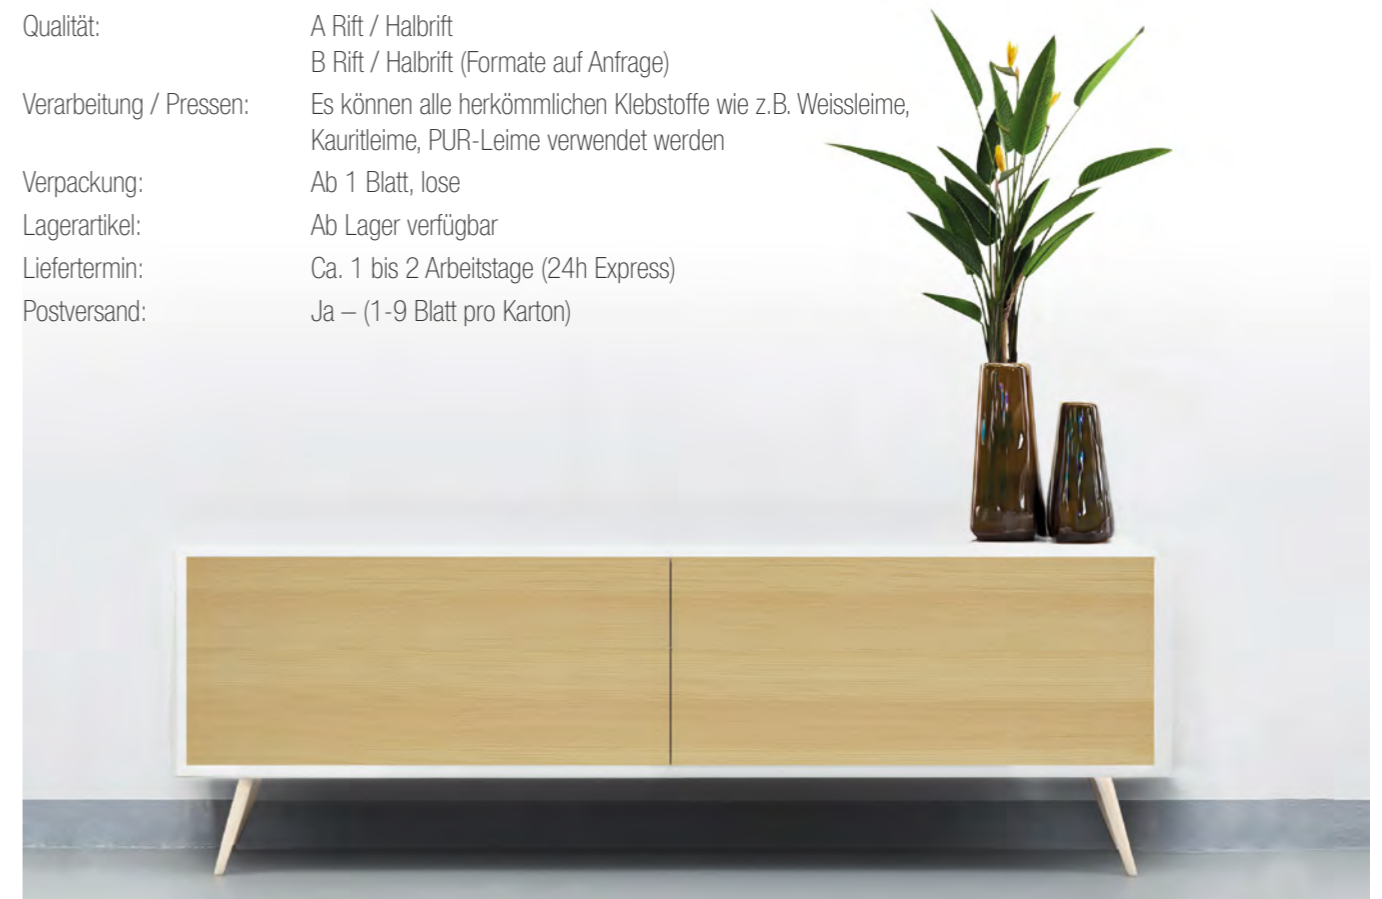 Qualität: A Rift / Halbrift
B Rift / Halbrift (Formate auf Anfrage)
Verarbeitung / Pressen: Es können alle herkömmlichen Klebstoffe wie z.B. Weissleime,
Kauritleime, PUR-Leime verwendet werden
Verpackung: Ab 1 Blatt, lose
Lagerartikel: Ab Lager verfügbar
Liefertermin: Ca. 1 bis 2 Arbeitstage (24h Express)
Postversand: Ja – (1-9 Blatt pro Karton)